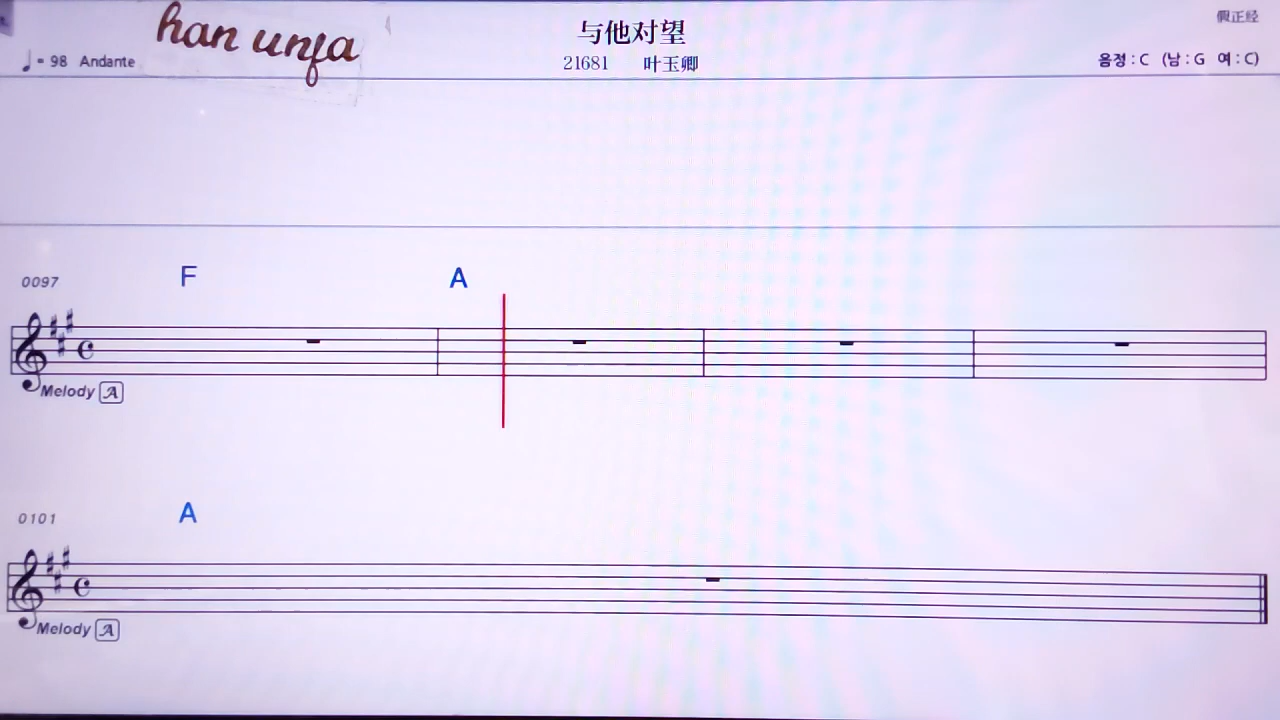 han unfa
与他对望
假正经
♩= 98 Andante
21681 叶玉卿
음정 : C (남 : G 여 : C)
0097
F A
Melody A
0101
A
Melody A